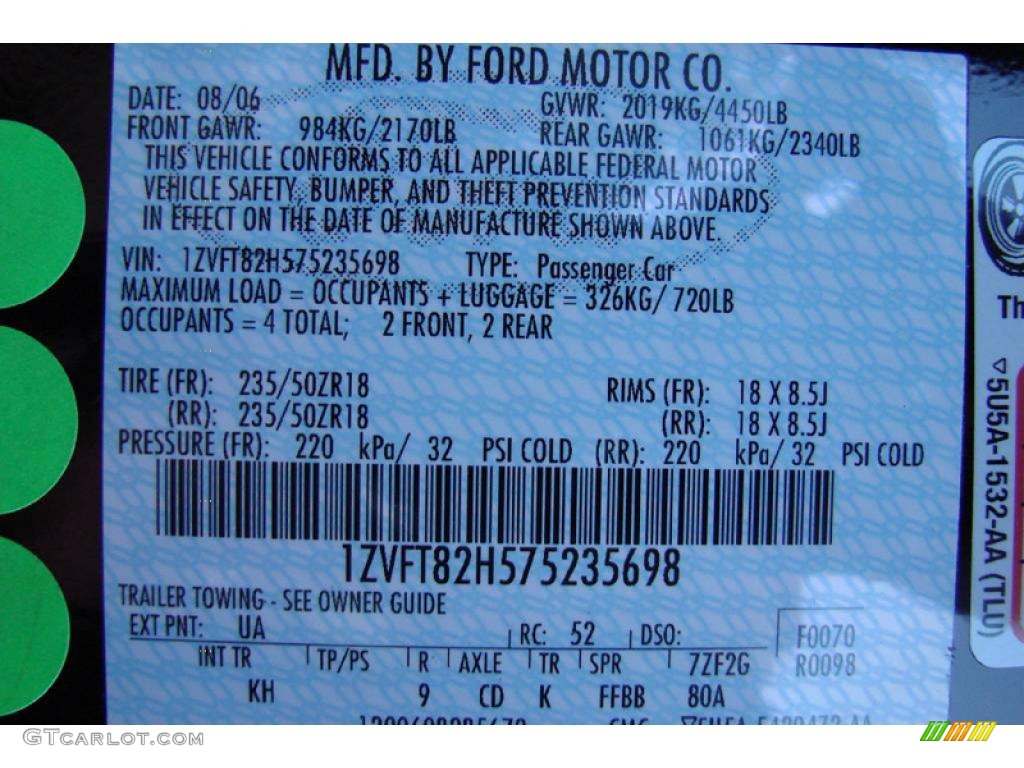 MFD. BY FORD MOTOR CO.
DATE: 08/06 GVWR: 2019KG/4450LB
FRONT GAWR: 984KG/2170LB REAR GAWR: 1061KG/2340LB
THIS VEHICLE CONFORMS TO ALL APPLICABLE FEDERAL MOTOR
VEHICLE SAFETY, BUMPER, AND THEFT PREVENTION STANDARDS
IN EFFECT ON THE DATE OF MANUFACTURE SHOWN ABOVE.
VIN: 1ZVFT82H575235698 TYPE: Passenger Car
MAXIMUM LOAD = OCCUPANTS + LUGGAGE = 326KG/ 720LB
OCCUPANTS = 4 TOTAL; 2 FRONT, 2 REAR
TIRE (FR): 235/50ZR18 RIMS (FR): 18 X 8.5J
(RR): 235/50ZR18 (RR): 18 X 8.5J
PRESSURE (FR): 220 kPa/ 32 PSI COLD (RR): 220 kPa/ 32 PSI COLD
1ZVFT82H575235698
TRAILER TOWING - SEE OWNER GUIDE
EXT PNT: UA RC: 52 DSO: F0070
INT TR TP/PS R AXLE TR SPR 7ZF2G R0098
KH 9 CD K FFBB 80A
Th
5U5A-1532-AA (TLU)
GTcarlot.com